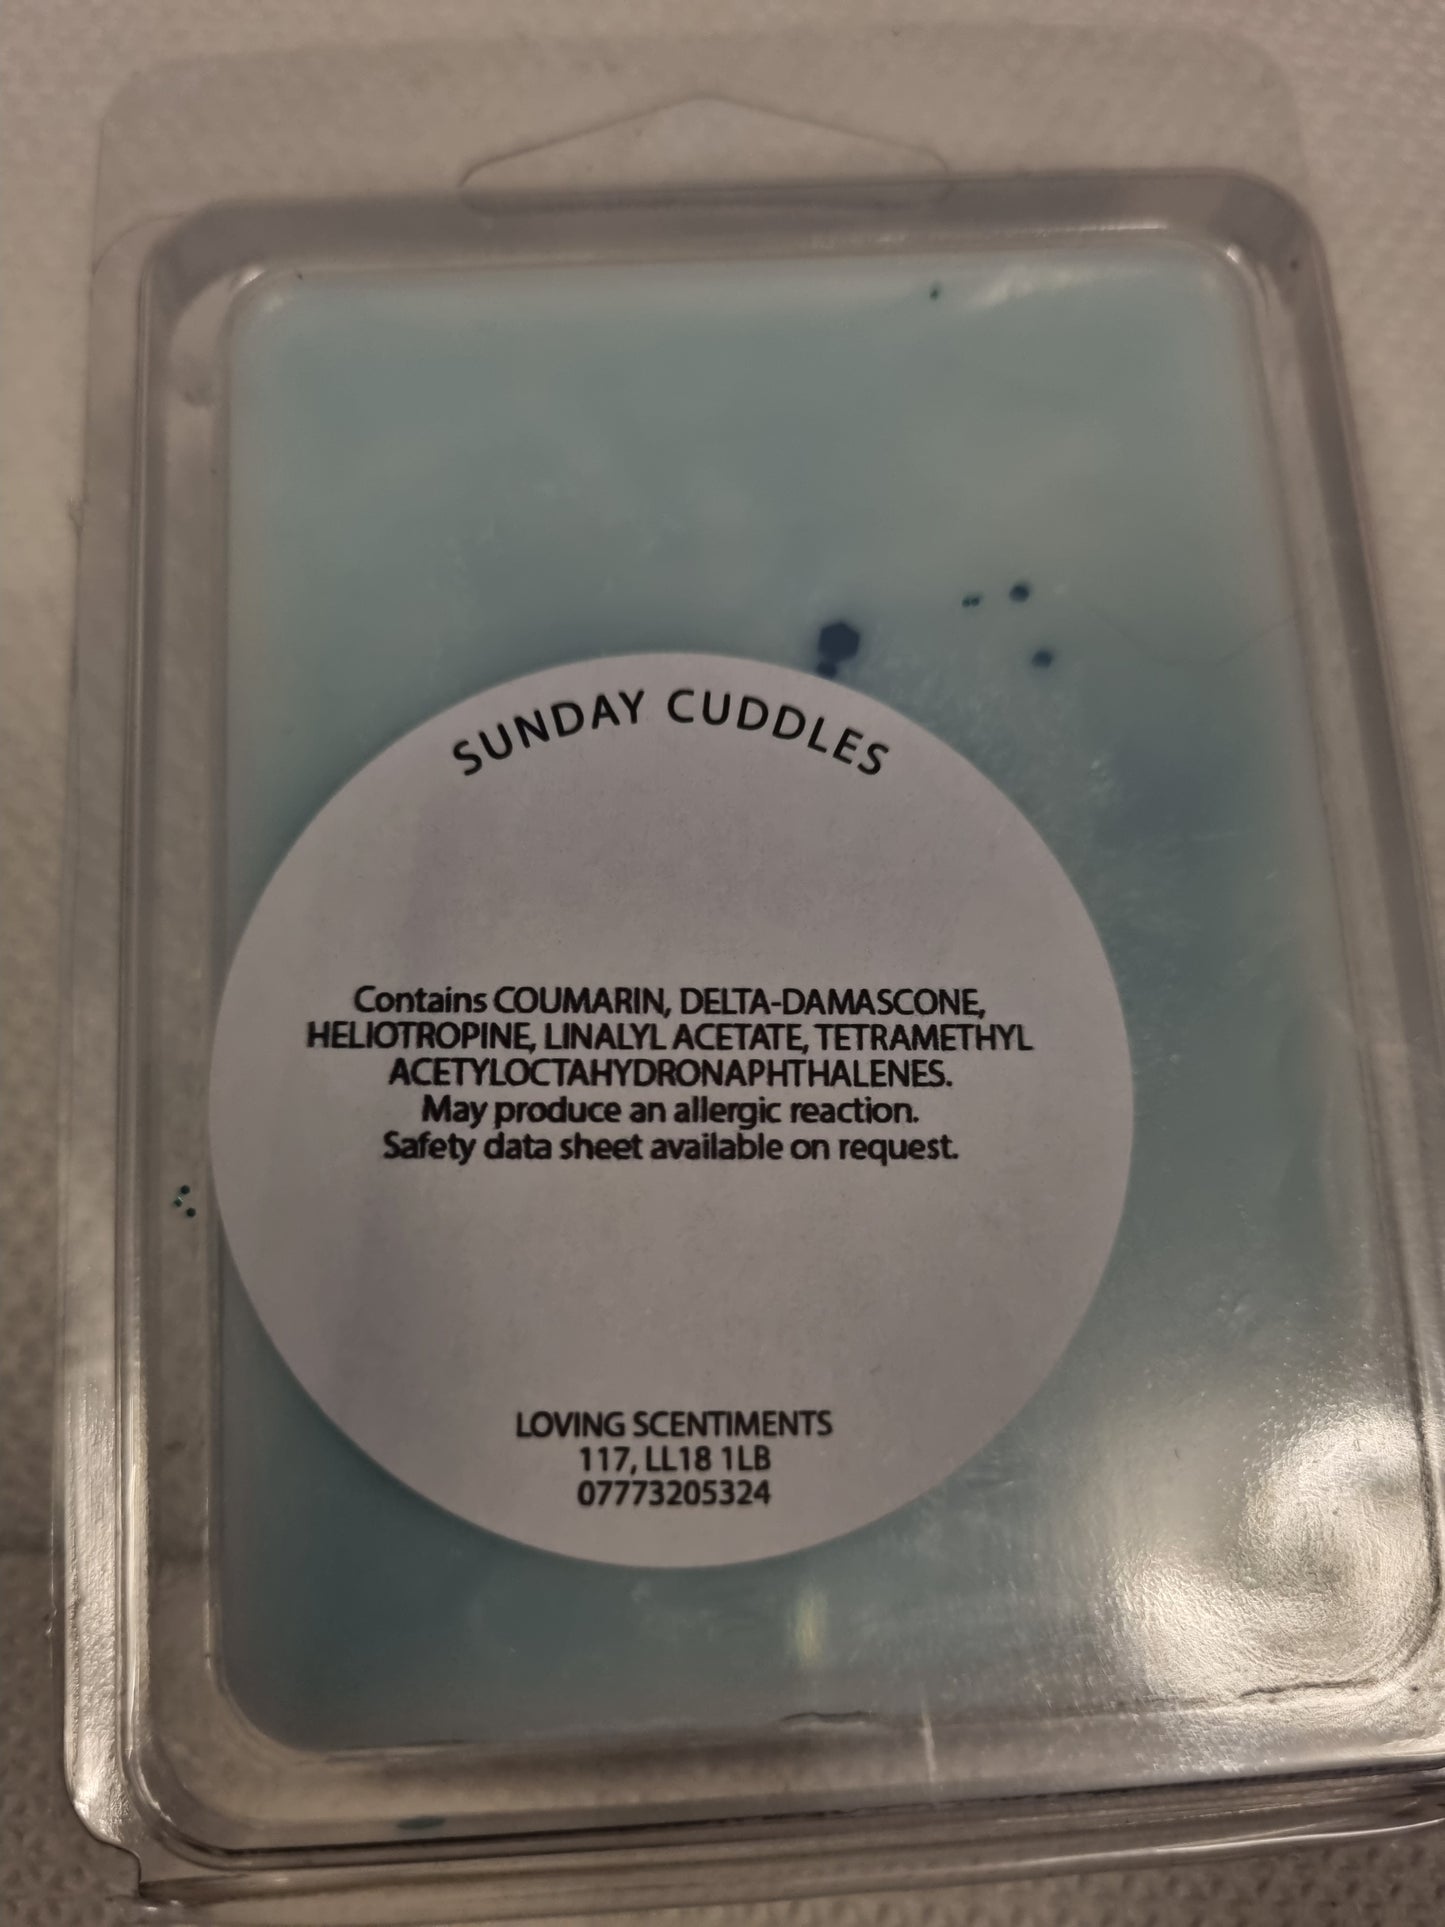 SUNDAY CUDDLES
Contains COUMARIN, DELTA-DAMASCONE,
HELIOTROPINE, LINALYL ACETATE, TETRAMETHYL
ACETYLOCTAHYDRONAPHTHALENES.
May produce an allergic reaction.
Safety data sheet available on request.
LOVING SCENTIMENTS
117, LL18 1LB
07773205324